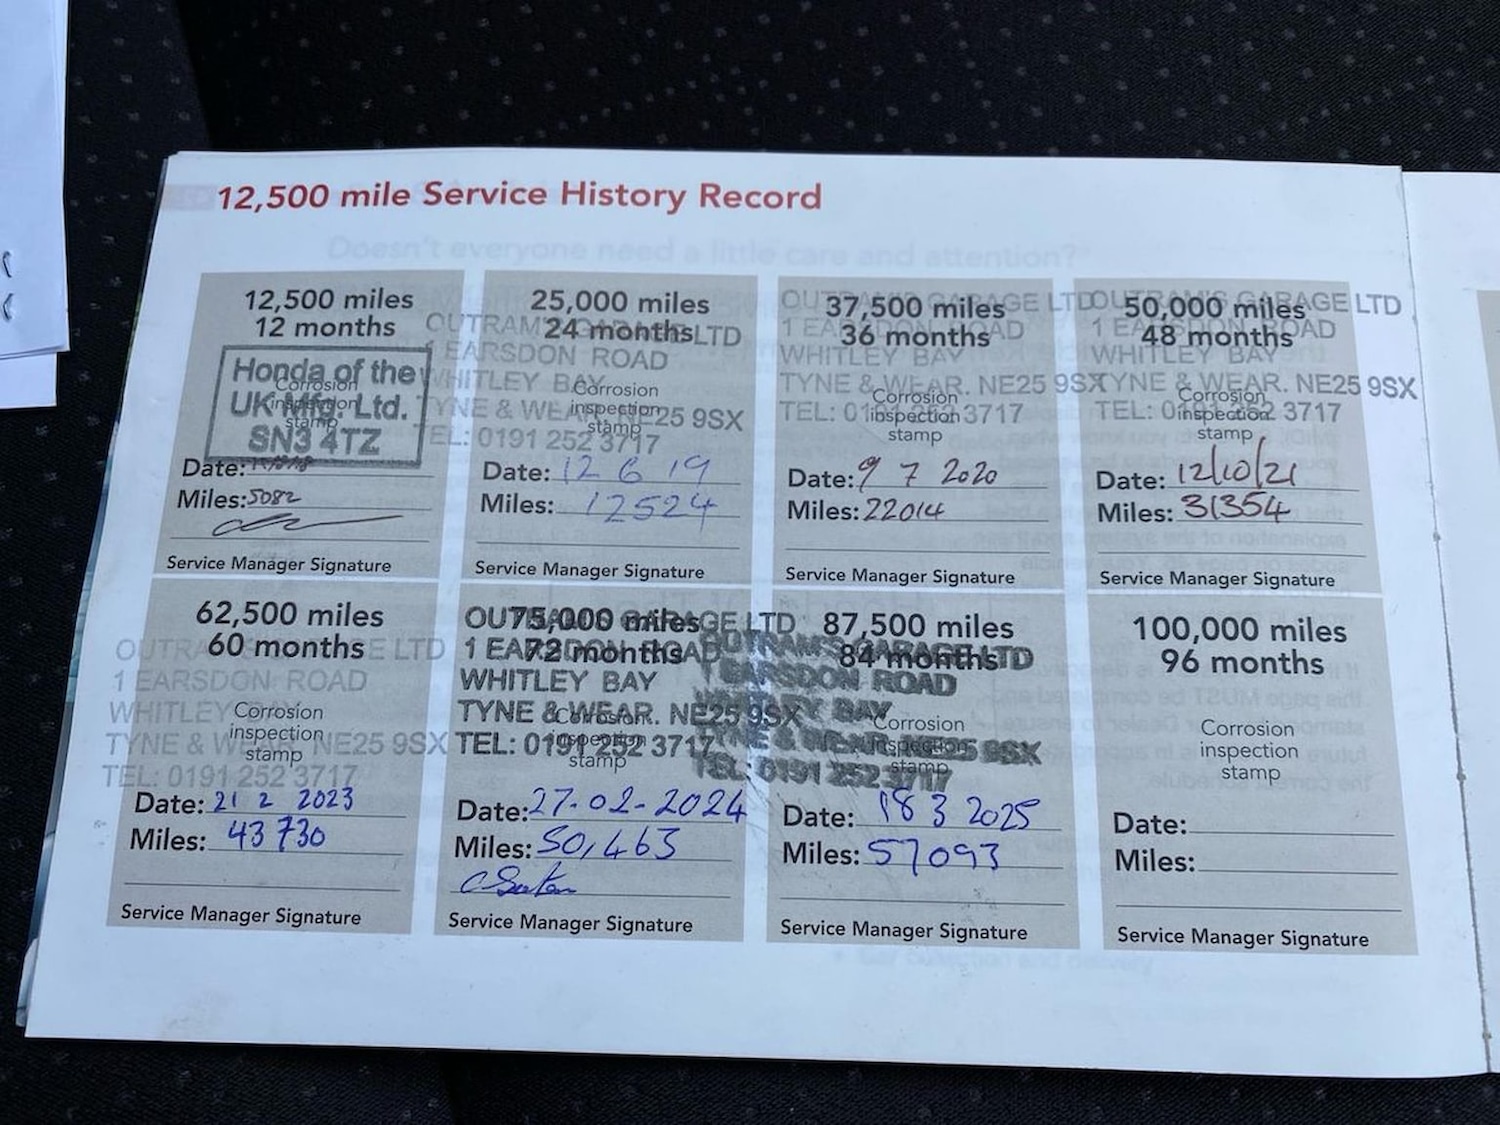 12,500 mile Service History Record
Doesn't everyone need a little care and attention?
12,500 miles
12 months
Honda of the
UK Mfg. Ltd.
SN3 4TZ
Corrosion
inspection
stamp
Date:
Miles: 5082
Service Manager Signature
25,000 miles
24 months
OUTRAM'S GARAGE LTD
1 EARSDON ROAD
WHITLEY BAY
TYNE & WEAR. NE25 9SX
TEL: 0191 252 3717
Corrosion
inspection
stamp
Date: 12 6 19
Miles: 12524
Service Manager Signature
37,500 miles
36 months
OUTRAM'S GARAGE LTD
1 EARSDON ROAD
WHITLEY BAY
TYNE & WEAR. NE25 9SX
TEL: 0191 252 3717
Corrosion
inspection
stamp
Date: 9 7 2020
Miles: 22014
Service Manager Signature
50,000 miles
48 months
OUTRAM'S GARAGE LTD
1 EARSDON ROAD
WHITLEY BAY
TYNE & WEAR. NE25 9SX
TEL: 0191 252 3717
Corrosion
inspection
stamp
Date: 12/10/21
Miles: 31354
Service Manager Signature
62,500 miles
60 months
OUTRAM'S GARAGE LTD
1 EARSDON ROAD
WHITLEY BAY
TYNE & WEAR. NE25 9SX
TEL: 0191 252 3717
Corrosion
inspection
stamp
Date: 21 2 2023
Miles: 43730
Service Manager Signature
75,000 miles
72 months
OUTRAM'S GARAGE LTD
1 EARSDON ROAD
WHITLEY BAY
TYNE & WEAR. NE25 9SX
TEL: 0191 252 3717
Corrosion
inspection
stamp
Date: 27-02-2024
Miles: 50,463
Service Manager Signature
87,500 miles
84 months
OUTRAM'S GARAGE LTD
1 EARSDON ROAD
WHITLEY BAY
TYNE & WEAR. NE25 9SX
TEL: 0191 252 3717
Corrosion
inspection
stamp
Date: 18 3 2025
Miles: 57093
Service Manager Signature
100,000 miles
96 months
Corrosion
inspection
stamp
Date:
Miles:
Service Manager Signature